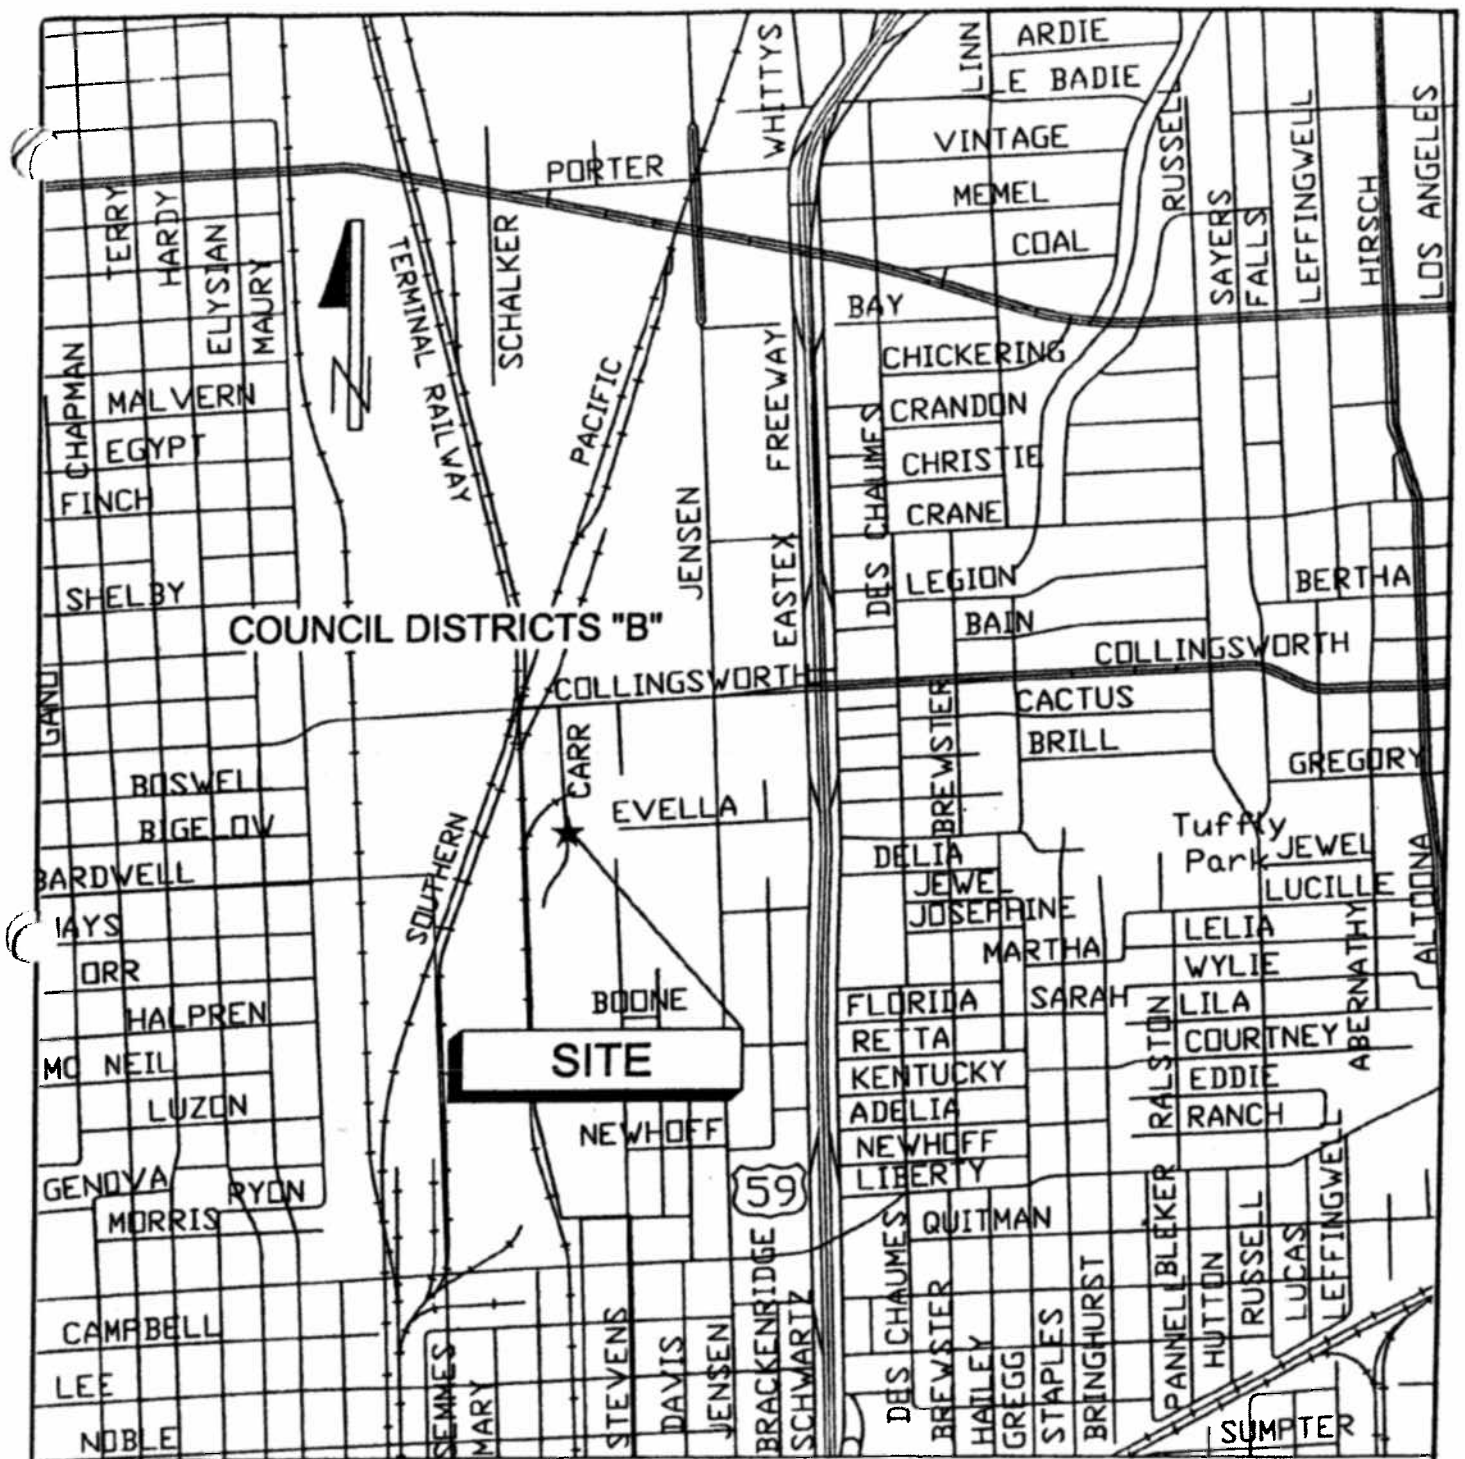 WHITTYS
LINN
ARDIE
LE BADIE
VINTAGE
PORTER
MEMEL
COAL
RUSSELL
SAYERS
FALLS
LEFFINGWELL
HIRSCH
LOS ANGELES
TERRY
HARDY
ELYSIAN
MAURY
N
TERMINAL RAILWAY
SCHALKER
PACIFIC
BAY
CHICKERING
CHAPMAN
MALVERN
EGYPT
FINCH
FREEWAY
CRANDON
CHRISTIE
CRANE
JENSEN
EASTEX
DES CHAUMES
LEGION
BERTHA
SHELBY
COUNCIL DISTRICTS "B"
BAIN
COLLINGSWORTH
COLLINGSWORTH
GANO
CACTUS
BRILL
BREWSTER
GREGORY
CARR
BOSWELL
BIGELOW
EVELLA
SOUTHERN
Tuffly
Park
DELIA
JEWEL
JEWEL
LUCILLE
BARDWELL
JOSEPHINE
MARTHA
LELIA
WYLIE
ABERNATHY
ALTOONA
HAYS
ORR
HALPREN
BOONE
FLORIDA
SARAH
LILA
MC NEIL
SITE
RETTA
COURTNEY
KENTUCKY
EDDIE
RALSTON
LUZON
ADELIA
RANCH
NEWHOFF
NEWHOFF
LIBERTY
GENOVA
RYON
MORRIS
59
QUITMAN
CAMPBELL
LEE
NOBLE
SEMMES
MARY
STEVENS
DAVIS
JENSEN
BRACKENRIDGE
SCHWARTZ
DES CHAUMES
BREWSTER
HAILEY
GREGG
STAPLES
BRINGHURST
PANNELL
BLEKER
HUTTON
RUSSELL
LUCAS
LEFFINGWELL
SUMPTER